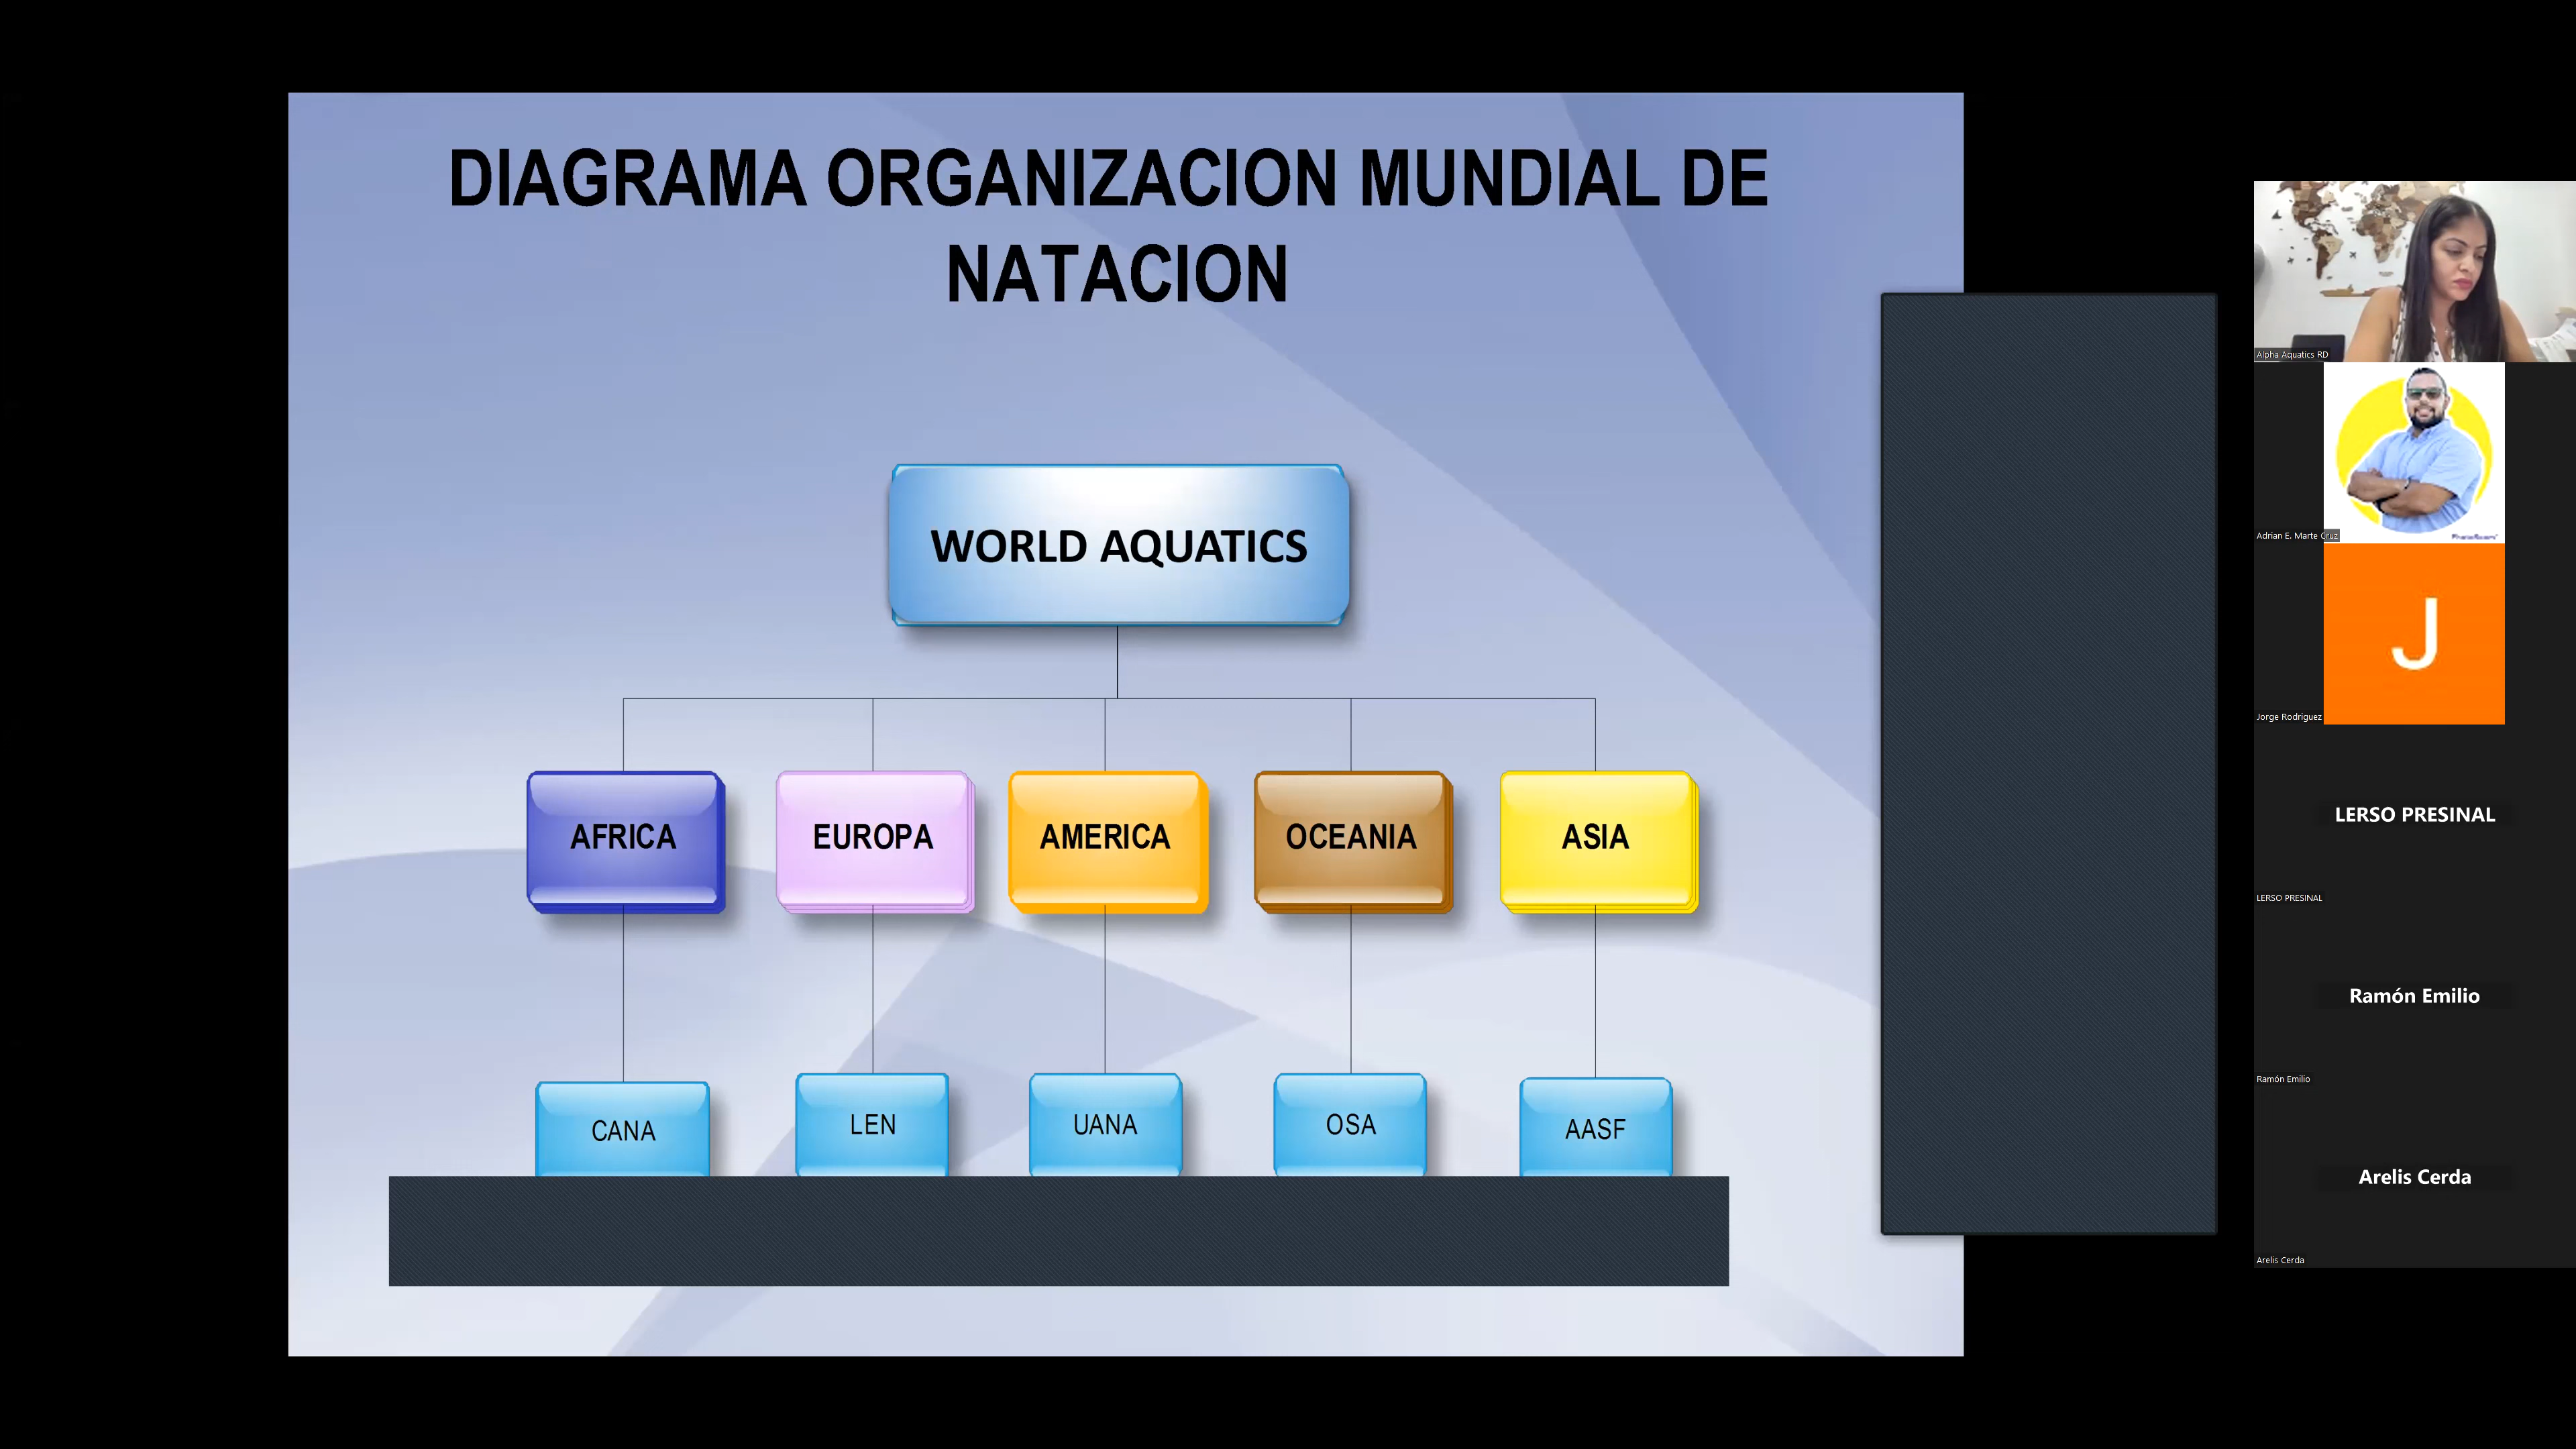 DIAGRAMA ORGANIZACION MUNDIAL DE
NATACION
WORLD AQUATICS
AFRICA
EUROPA
AMERICA
OCEANIA
ASIA
CANA
LEN
UANA
OSA
AASF
Alpha Aquatics RD
Adrian E. Marte Cruz
J
Jorge Rodriguez
LERSO PRESINAL
LERSO PRESINAL
Ramón Emilio
Ramón Emilio
Arelis Cerda
Arelis Cerda